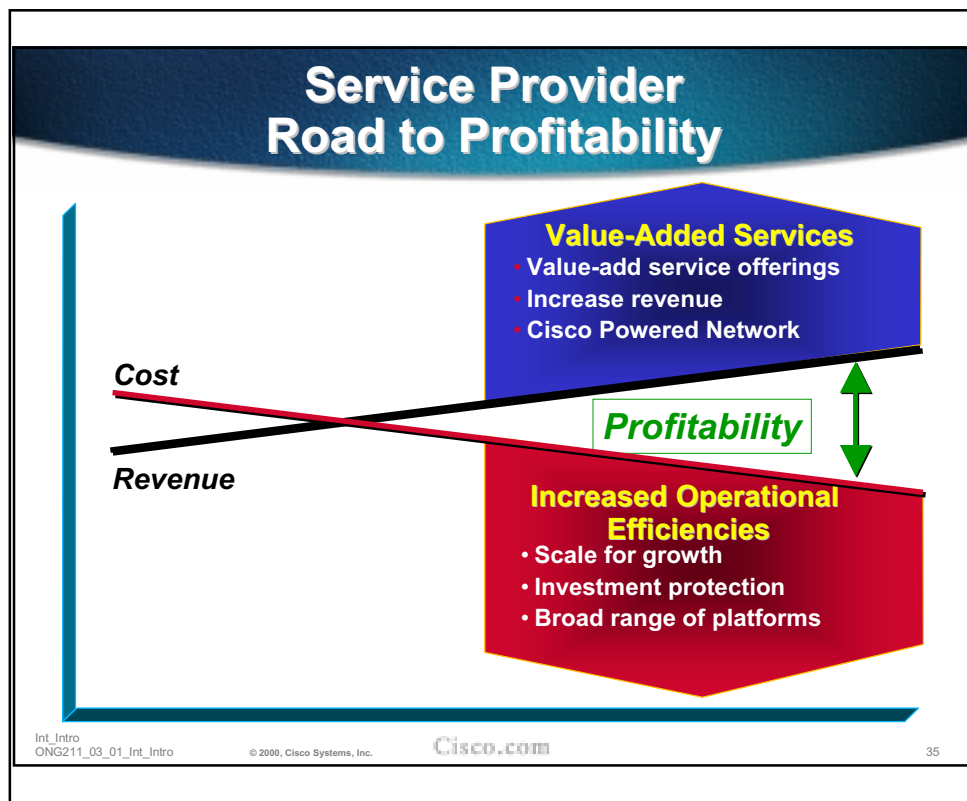 Service Provider
Road to Profitability
Value-Added Services
• Value-add service offerings
• Increase revenue
• Cisco Powered Network
Cost
Profitability
Revenue
Increased Operational
Efficiencies
• Scale for growth
• Investment protection
• Broad range of platforms
Int_Intro
ONG211_03_01_Int_Intro
© 2000, Cisco Systems, Inc.
Cisco.com
35